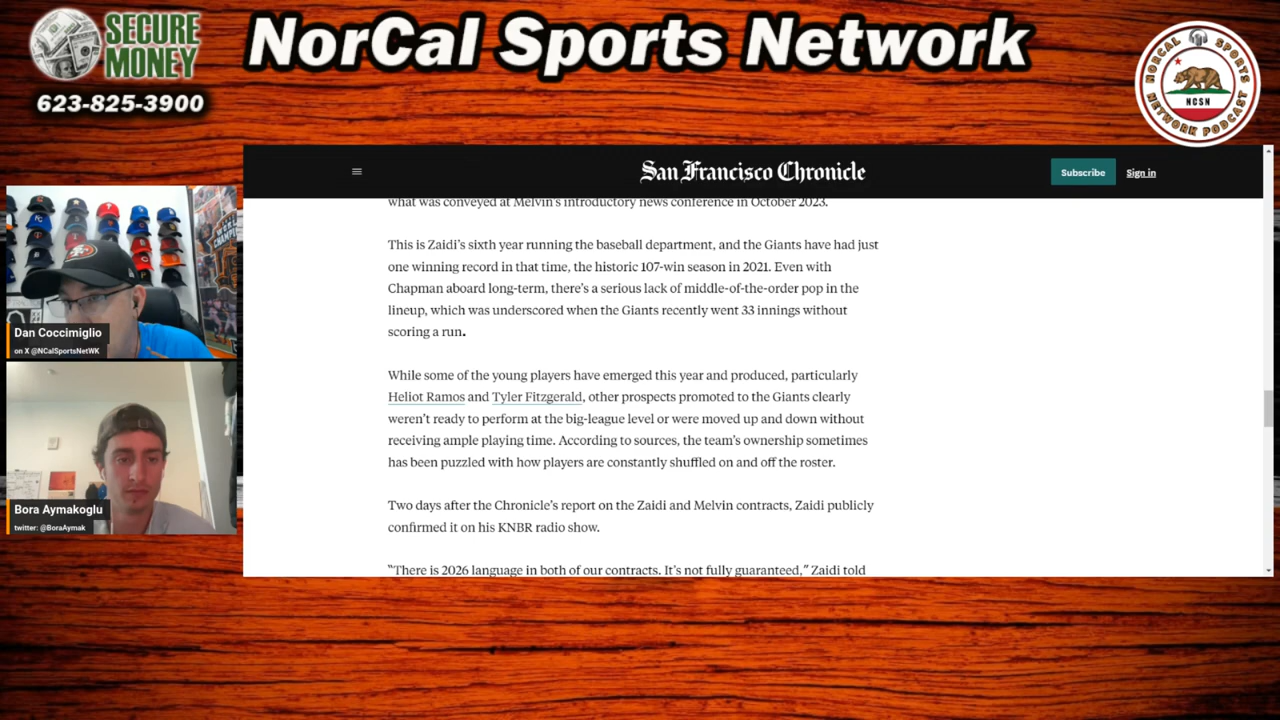 SECURE
MONEY
623-825-3900
NorCal Sports Network
NORCAL SPORTS
NCSN
NETWORK PODCAST
San Francisco Chronicle
Subscribe
Sign in
what was conveyed at Melvin's introductory news conference in October 2023.
This is Zaidi's sixth year running the baseball department, and the Giants have had just
one winning record in that time, the historic 107-win season in 2021. Even with
Chapman aboard long-term, there's a serious lack of middle-of-the-order pop in the
lineup, which was underscored when the Giants recently went 33 innings without
scoring a run.
While some of the young players have emerged this year and produced, particularly
Heliot Ramos and Tyler Fitzgerald, other prospects promoted to the Giants clearly
weren't ready to perform at the big-league level or were moved up and down without
receiving ample playing time. According to sources, the team's ownership sometimes
has been puzzled with how players are constantly shuffled on and off the roster.
Two days after the Chronicle's report on the Zaidi and Melvin contracts, Zaidi publicly
confirmed it on his KNBR radio show.
"There is 2026 language in both of our contracts. It's not fully guaranteed," Zaidi told
Dan Coccimiglio
on X @NCalSportsNetWK
Bora Aymakoglu
twitter: @BoraAymak